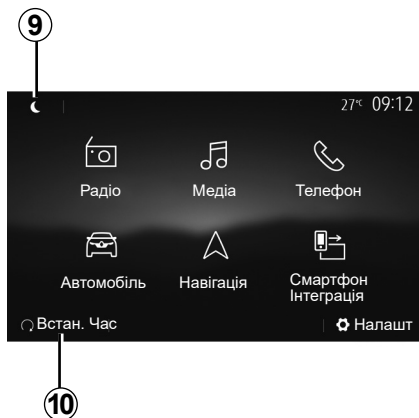 9
27°C 09:12
Радіо Медіа Телефон
Автомобіль Навігація Смартфон
Інтеграція
Встан. Час Налашт
10